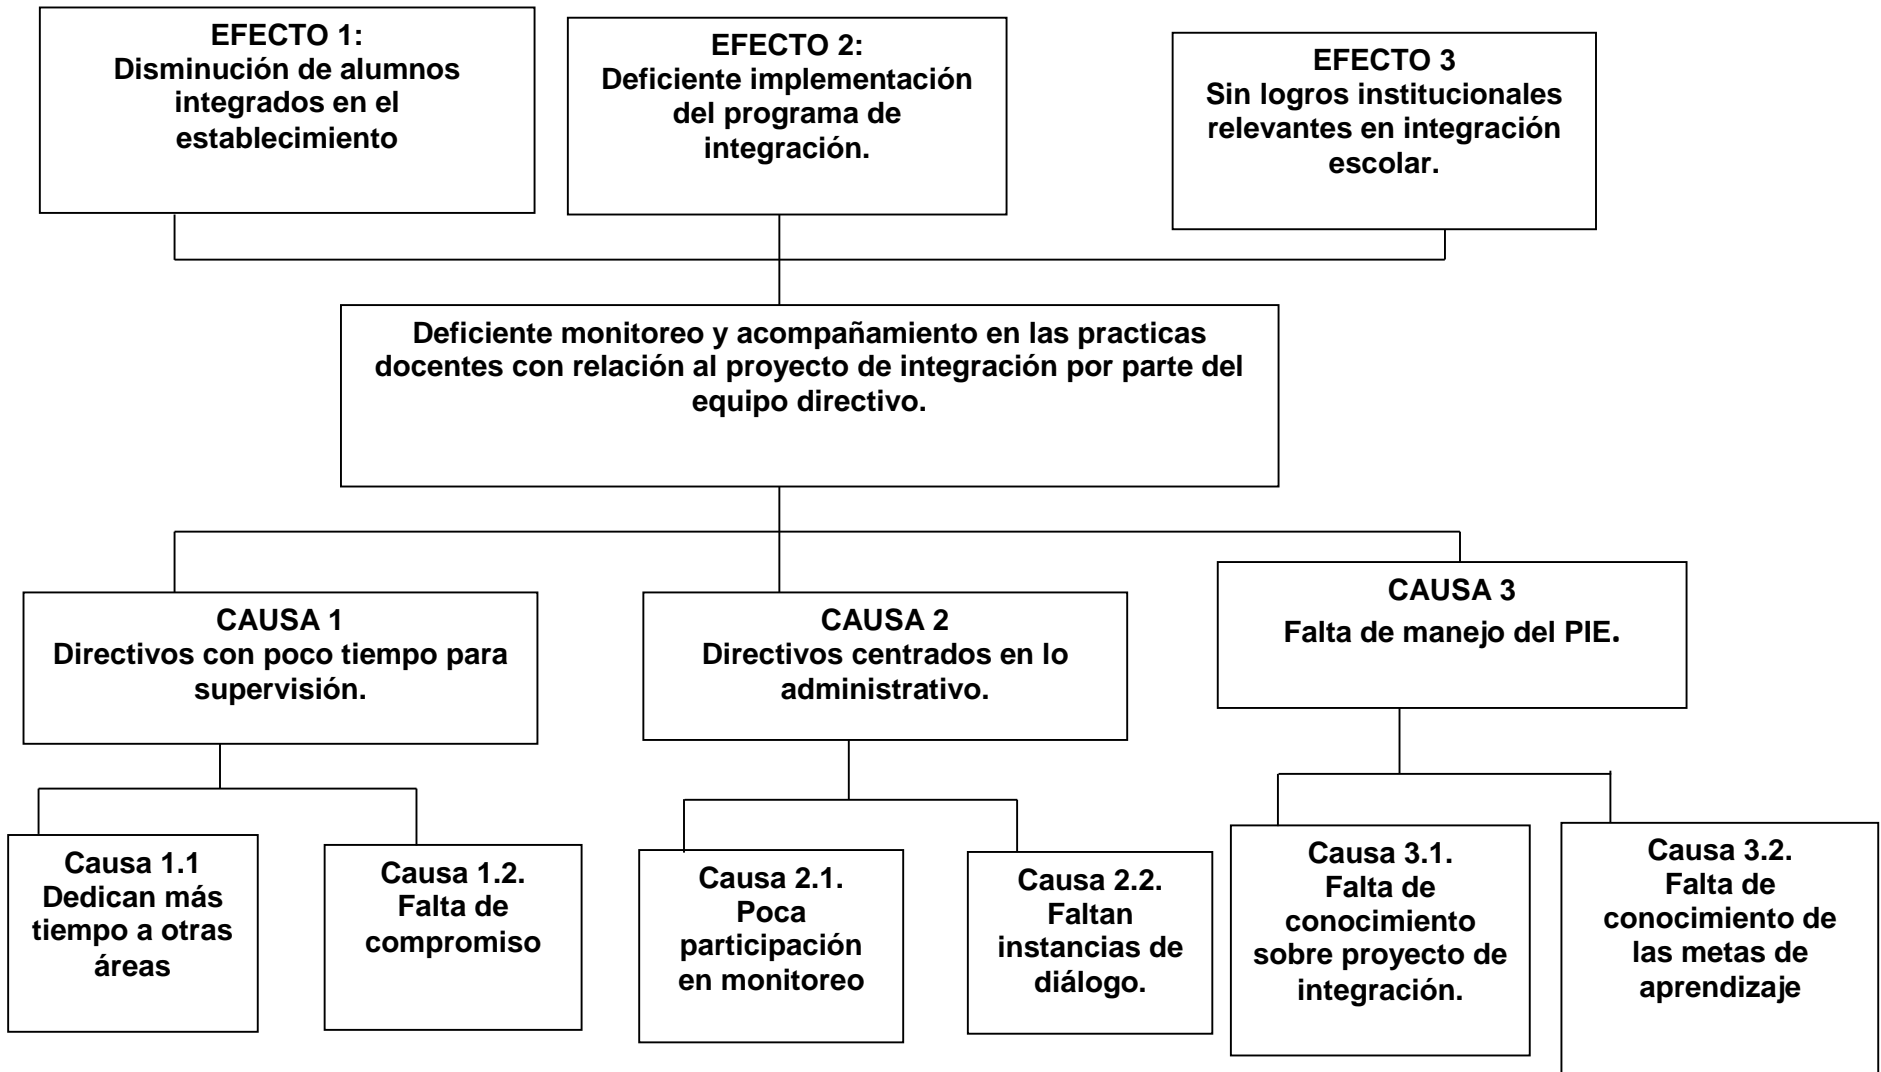 EFECTO 1:
Disminución de alumnos
integrados en el
establecimiento
EFECTO 2:
Deficiente implementación
del programa de
integración.
EFECTO 3
Sin logros institucionales
relevantes en integración
escolar.
Deficiente monitoreo y acompañamiento en las practicas
docentes con relación al proyecto de integración por parte del
equipo directivo.
CAUSA 1
Directivos con poco tiempo para
supervisión.
CAUSA 2
Directivos centrados en lo
administrativo.
CAUSA 3
Falta de manejo del PIE.
Causa 1.1
Dedican más
tiempo a otras
áreas
Causa 1.2.
Falta de
compromiso
Causa 2.1.
Poca
participación
en monitoreo
Causa 2.2.
Faltan
instancias de
diálogo.
Causa 3.1.
Falta de
conocimiento
sobre proyecto de
integración.
Causa 3.2.
Falta de
conocimiento de
las metas de
aprendizaje